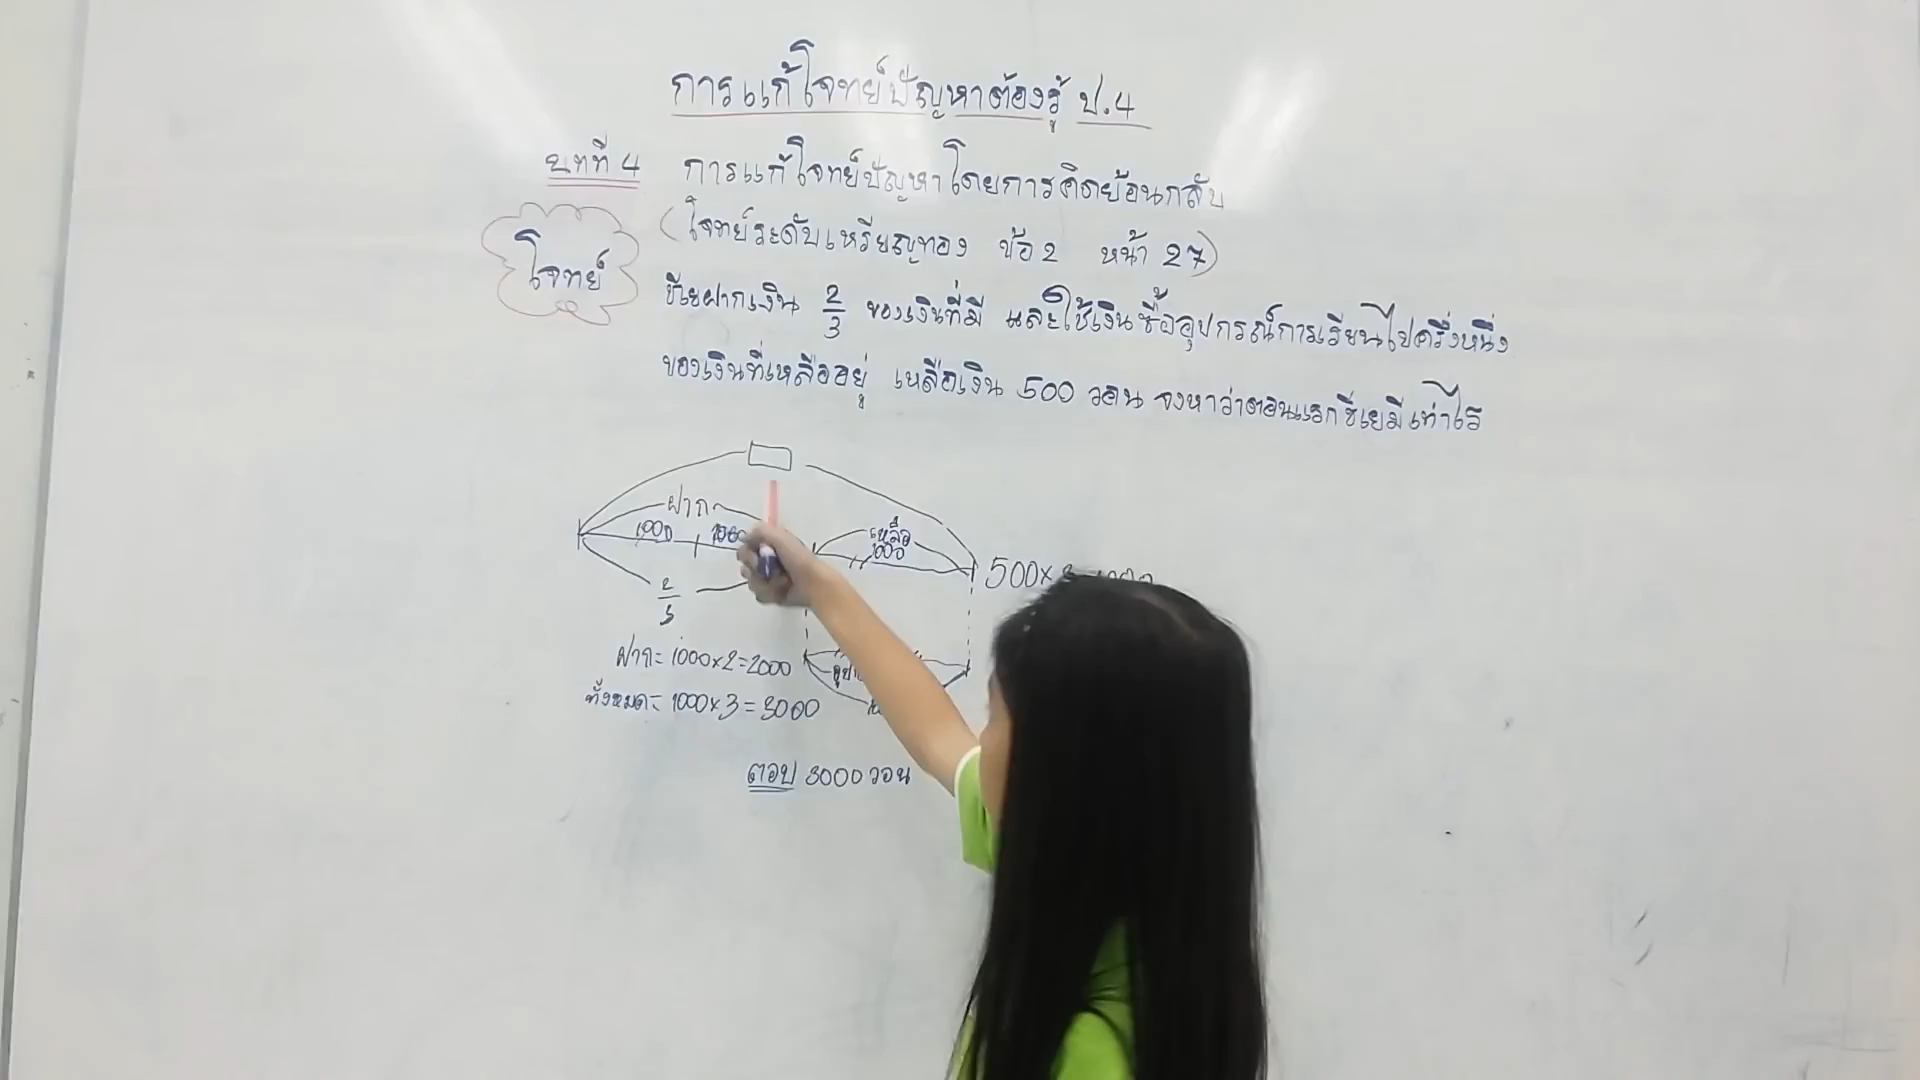 การแก้โจทย์ปัญหาต้องรู้ ป.4
บทที่ 4 การแก้โจทย์ปัญหาโดยการคิดย้อนกลับ
(โจทย์ระดับเหรียญทอง ข้อ 2 หน้า 27)
โจทย์
ชีเยฝากเงิน 2/3 ของเงินที่มี และใช้เงินซื้ออุปกรณ์การเรียนไปครึ่งหนึ่ง
ของเงินที่เหลืออยู่ เหลือเงิน 500 วอน จงหาว่าตอนแรกชีเยมีเท่าไร
ฝาก
เหลือ
1000 1000 1000
500×
2/3
ฝาก = 1000×2=2000
ทั้งหมด = 1000×3=3000
ตอบ 3000 วอน